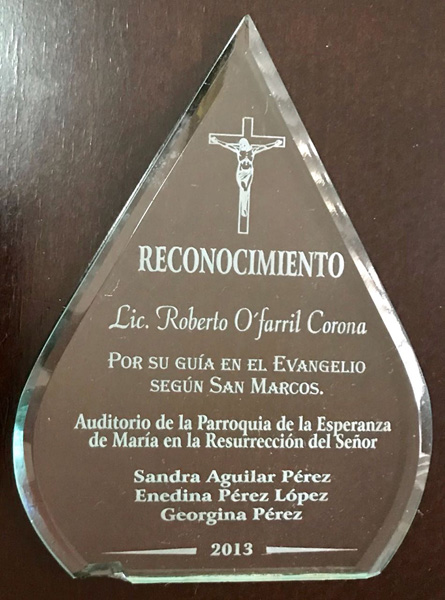 RECONOCIMIENTO
Lic. Roberto O´farril Corona
POR SU GUÍA EN EL EVANGELIO
SEGÚN SAN MARCOS.
Auditorio de la Parroquia de la Esperanza
de María en la Resurrección del Señor
Sandra Aguilar Pérez
Enedina Pérez López
Georgina Pérez
2013